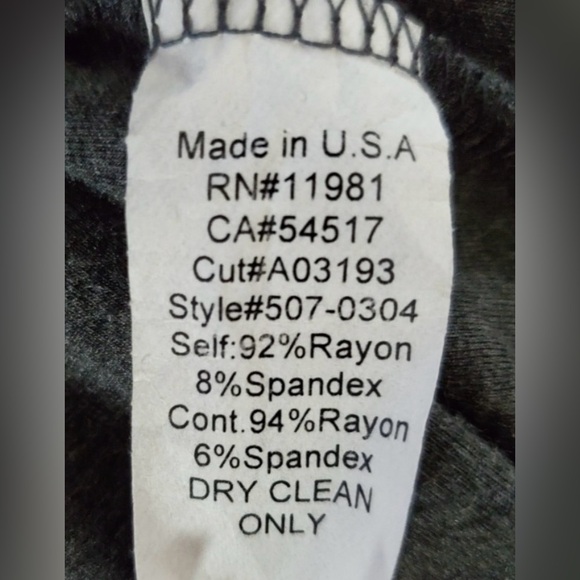 Made in U.S.A
RN#11981
CA#54517
Cut#A03193
Style#507-0304
Self:92%Rayon
8%Spandex
Cont.94%Rayon
6%Spandex
DRY CLEAN
ONLY